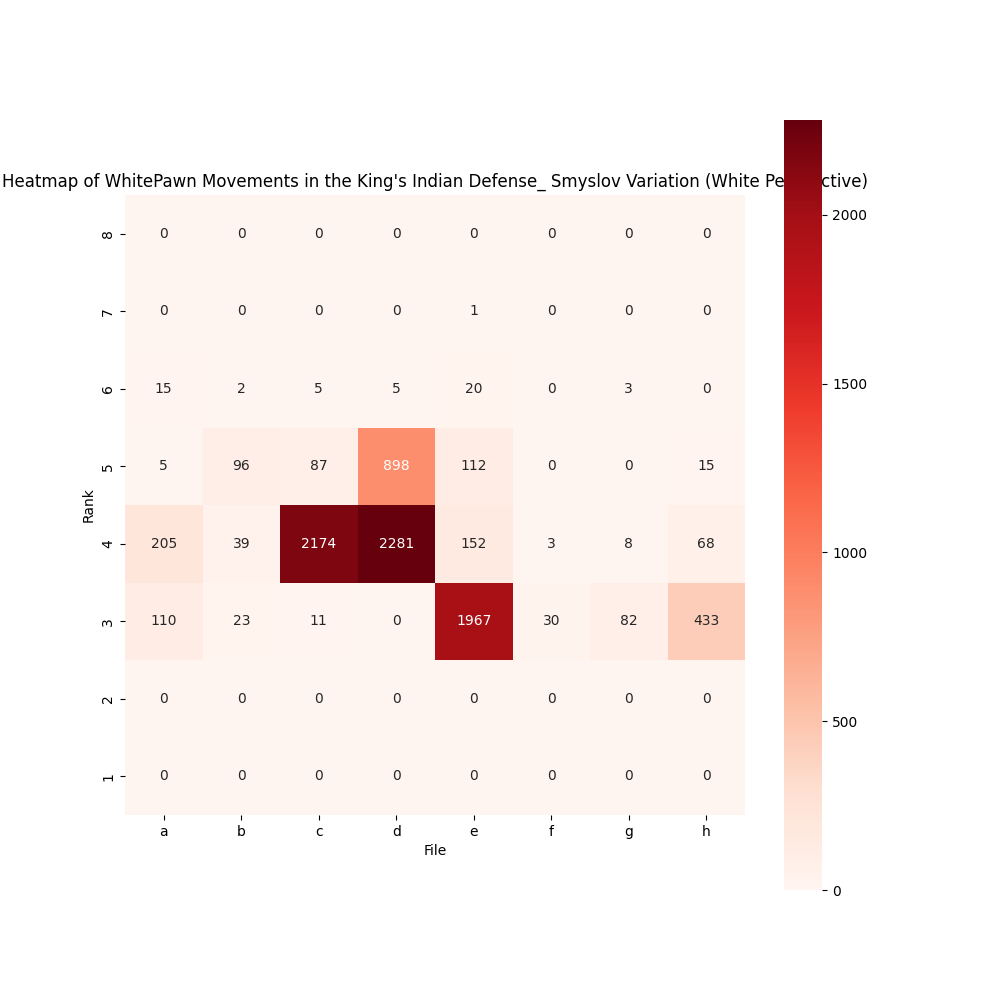 Heatmap of WhitePawn Movements in the King's Indian Defense_ Smyslov Variation (White Perspective)
8 0 0 0 0 0 0 0 0
7 0 0 0 0 1 0 0 0
6 15 2 5 5 20 0 3 0
5 5 96 87 898 112 0 0 15
4 205 39 2174 2281 152 3 8 68
3 110 23 11 0 1967 30 82 433
2 0 0 0 0 0 0 0 0
1 0 0 0 0 0 0 0 0
Rank
a b c d e f g h
File
2000
1500
1000
500
0